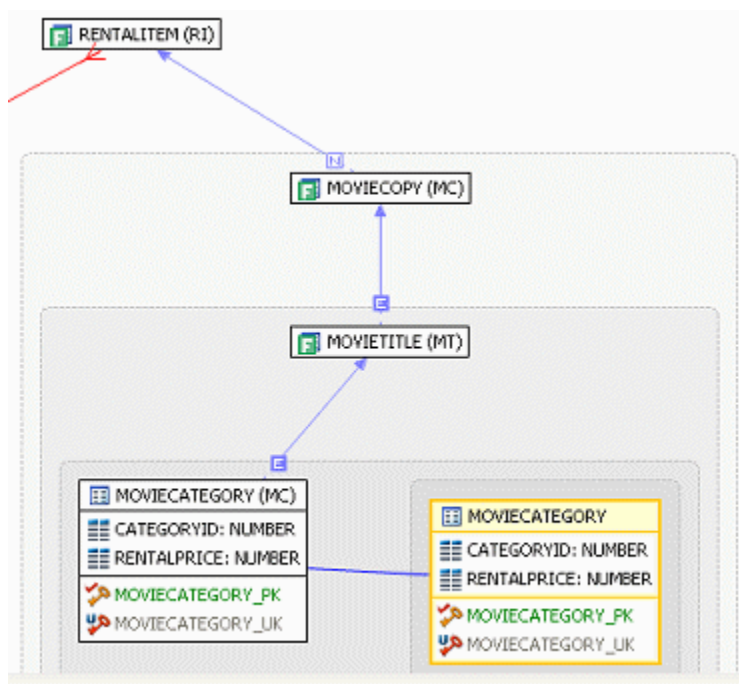 RENTALITEM (RI)
N
MOVIECOPY (MC)
E
MOVIETITLE (MT)
E
MOVIECATEGORY (MC)
CATEGORYID: NUMBER
RENTALPRICE: NUMBER
MOVIECATEGORY_PK
MOVIECATEGORY_UK
MOVIECATEGORY
CATEGORYID: NUMBER
RENTALPRICE: NUMBER
MOVIECATEGORY_PK
MOVIECATEGORY_UK